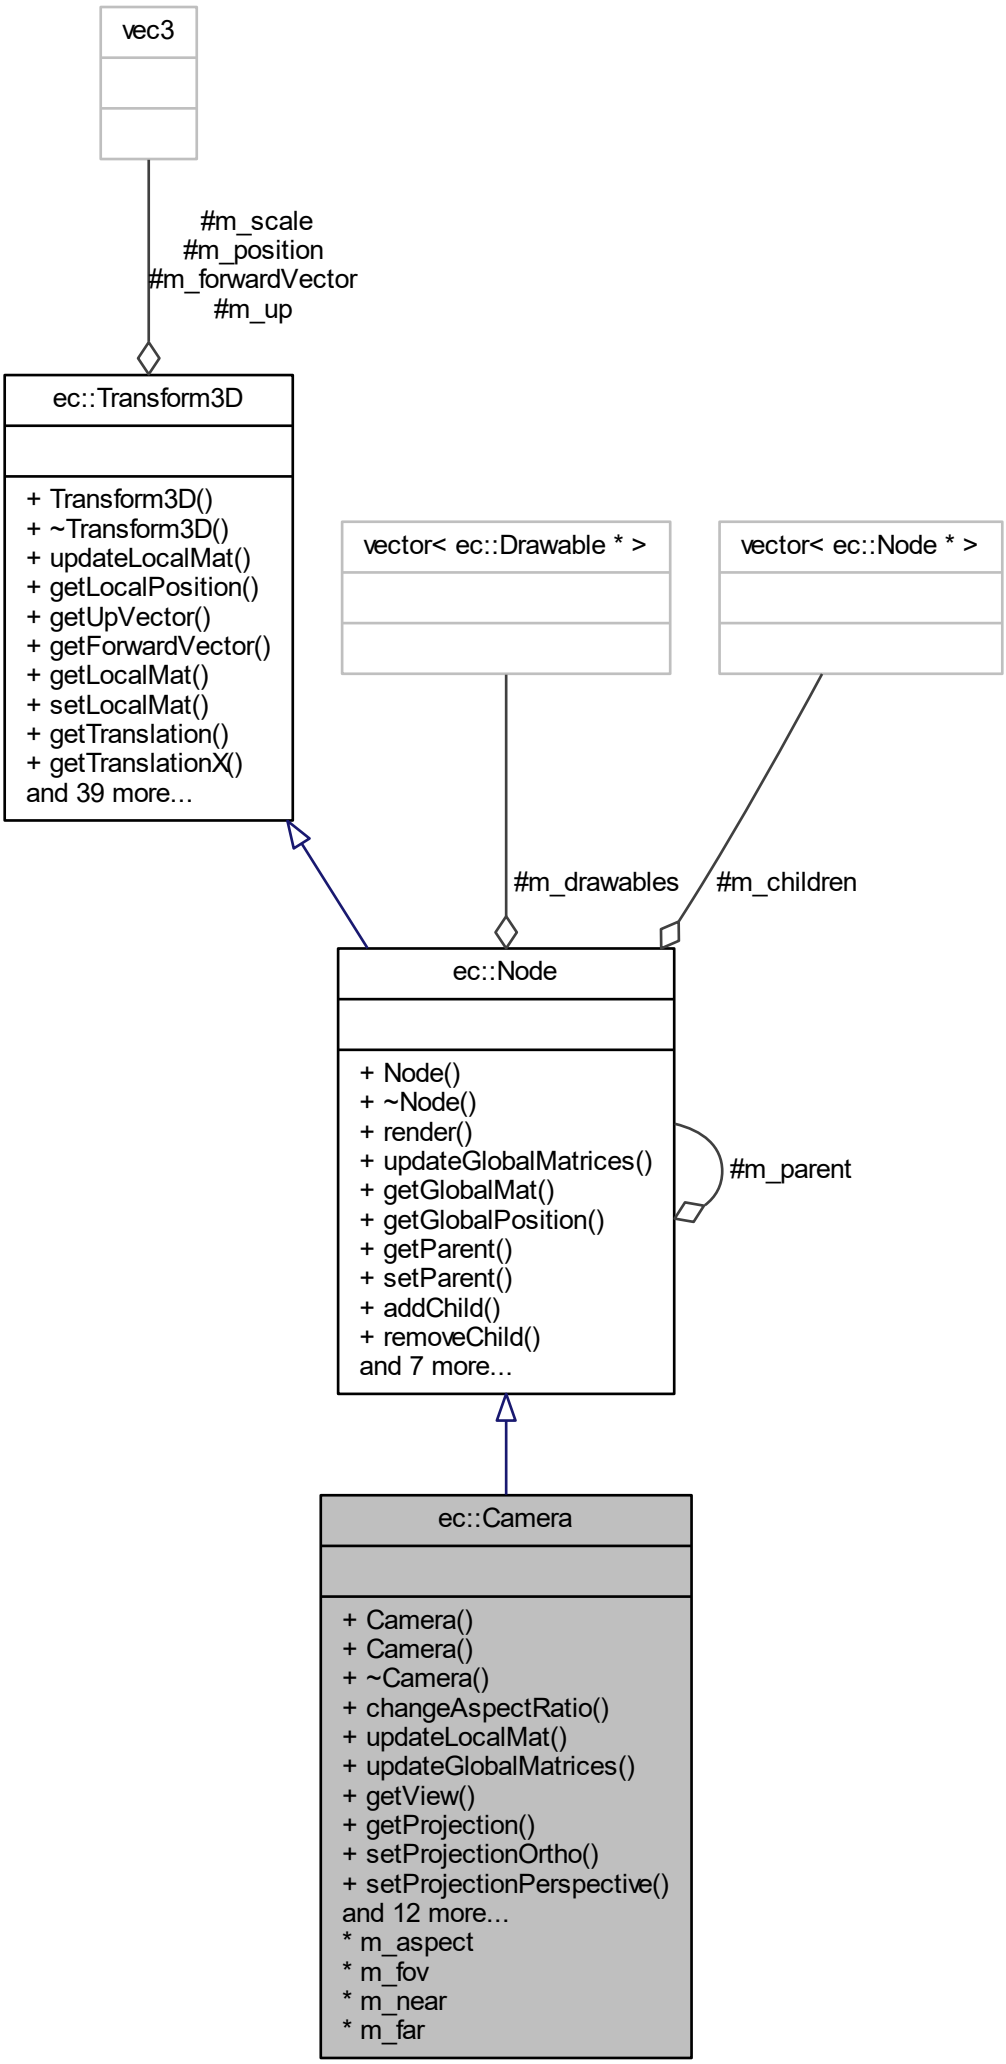 vec3
#m_scale
#m_position
#m_forwardVector
#m_up
ec::Transform3D
+ Transform3D()
+ ~Transform3D()
+ updateLocalMat()
+ getLocalPosition()
+ getUpVector()
+ getForwardVector()
+ getLocalMat()
+ setLocalMat()
+ getTranslation()
+ getTranslationX()
and 39 more...
vector< ec::Drawable * >
vector< ec::Node * >
#m_drawables
#m_children
ec::Node
+ Node()
+ ~Node()
+ render()
+ updateGlobalMatrices()
+ getGlobalMat()
+ getGlobalPosition()
+ getParent()
+ setParent()
+ addChild()
+ removeChild()
and 7 more...
#m_parent
ec::Camera
+ Camera()
+ Camera()
+ ~Camera()
+ changeAspectRatio()
+ updateLocalMat()
+ updateGlobalMatrices()
+ getView()
+ getProjection()
+ setProjectionOrtho()
+ setProjectionPerspective()
and 12 more...
* m_aspect
* m_fov
* m_near
* m_far